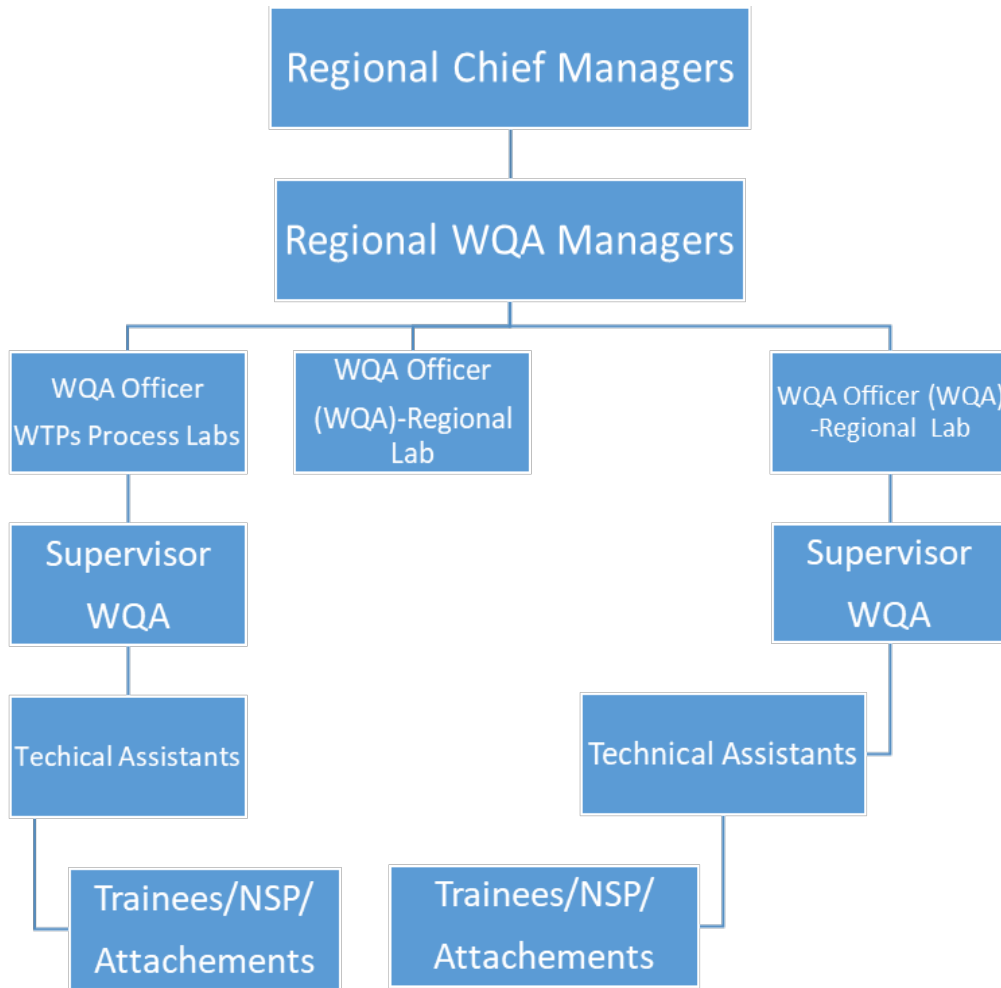 Regional Chief Managers
Regional WQA Managers
WQA Officer
WTPs Process Labs
WQA Officer
(WQA)-Regional
Lab
WQA Officer (WQA)
-Regional Lab
Supervisor
WQA
Supervisor
WQA
Techical Assistants
Technical Assistants
Trainees/NSP/
Attachements
Trainees/NSP/
Attachements